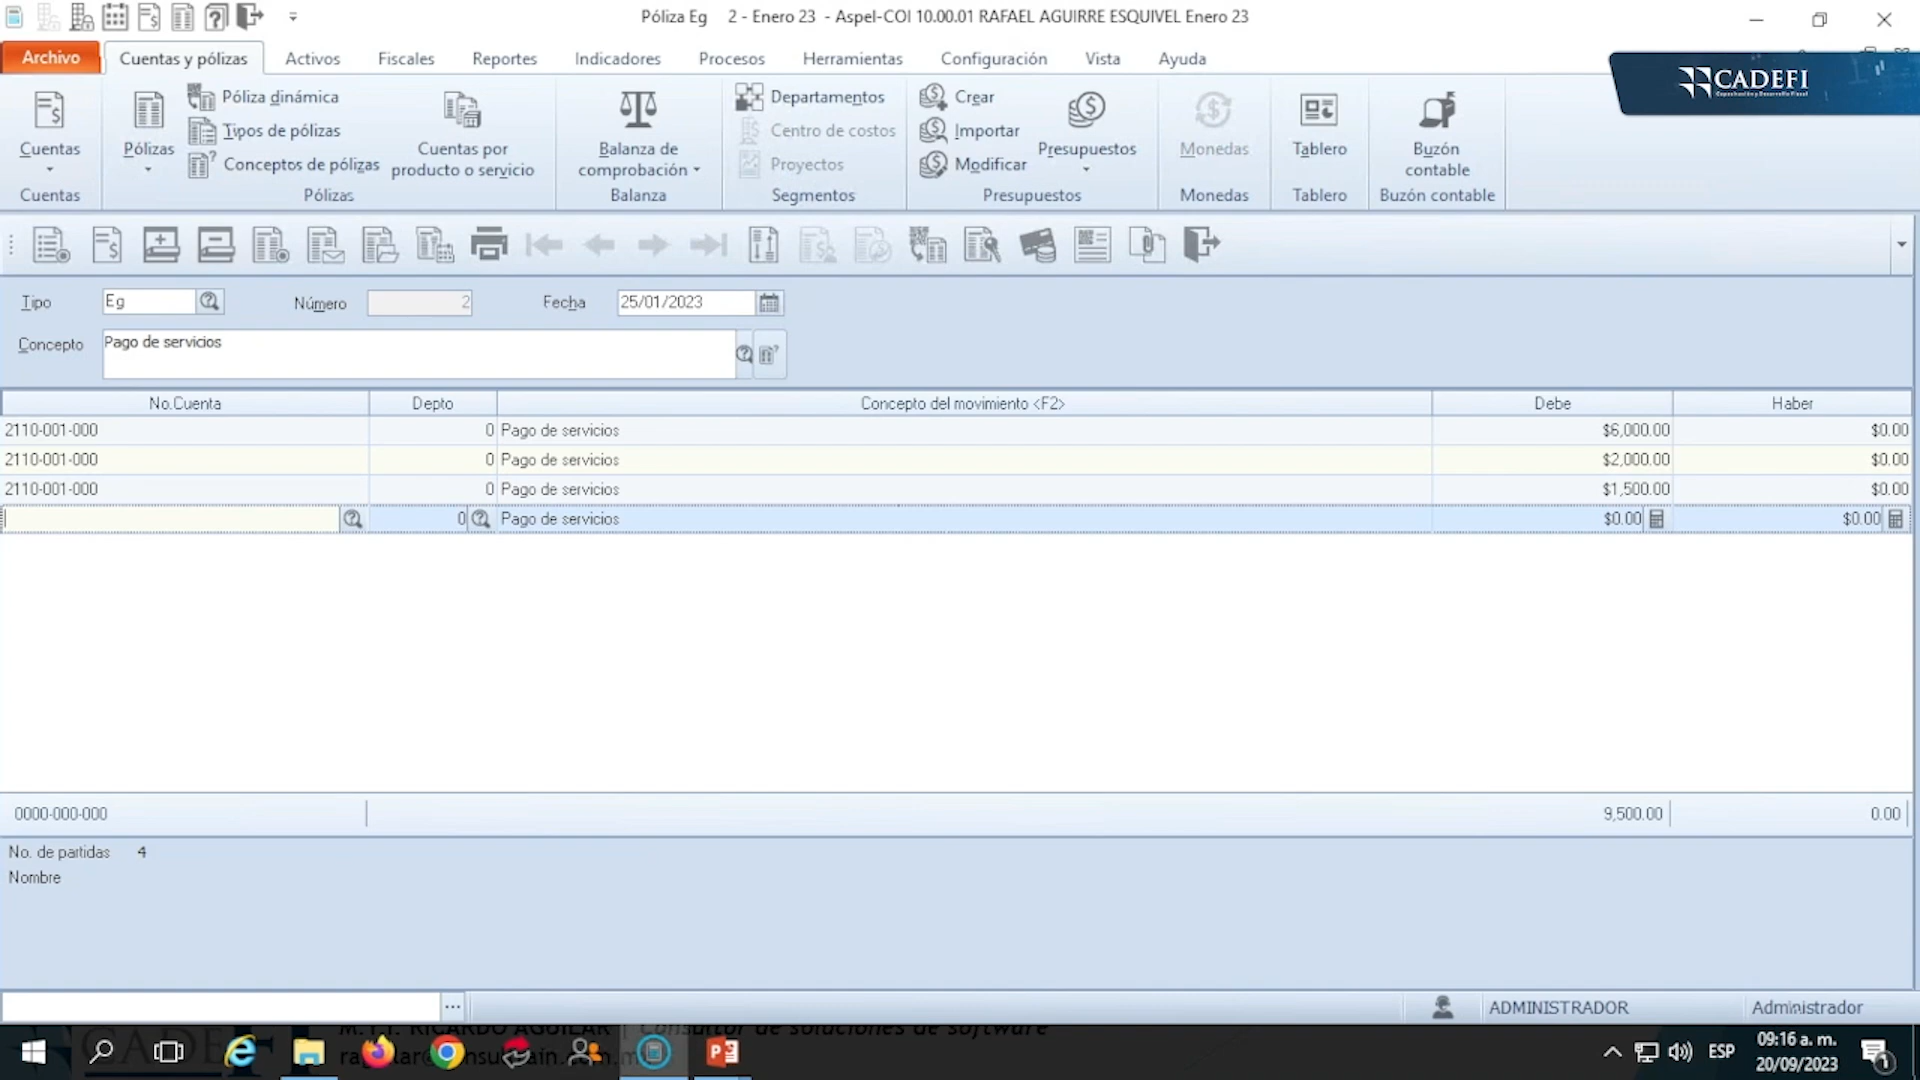 Póliza Eg 2 - Enero 23 - Aspel-COI 10.00.01 RAFAEL AGUIRRE ESQUIVEL Enero 23
Archivo Cuentas y pólizas Activos Fiscales Reportes Indicadores Procesos Herramientas Configuración Vista Ayuda
CADEFI
Cuentas
Cuentas
Pólizas
Póliza dinámica
Tipos de pólizas
Conceptos de pólizas
Cuentas por
producto o servicio
Pólizas
Balanza de
comprobación
Balanza
Departamentos
Centro de costos
Proyectos
Segmentos
Crear
Importar
Modificar
Presupuestos
Presupuestos
Monedas
Monedas
Tablero
Tablero
Buzón
contable
Buzón contable
Tipo Eg Número 2 Fecha 25/01/2023
Concepto Pago de servicios
No.Cuenta Depto Concepto del movimiento <F2> Debe Haber
2110-001-000 0 Pago de servicios $6,000.00 $0.00
2110-001-000 0 Pago de servicios $2,000.00 $0.00
2110-001-000 0 Pago de servicios $1,500.00 $0.00
0 Pago de servicios $0.00 $0.00
0000-000-000 9,500.00 0.00
No. de partidas 4
Nombre
... ADMINISTRADOR Administrador
M.T.I. RICARDO AGUILAR | Consultor de soluciones de software
ESP
09:16 a. m.
20/09/2023
1